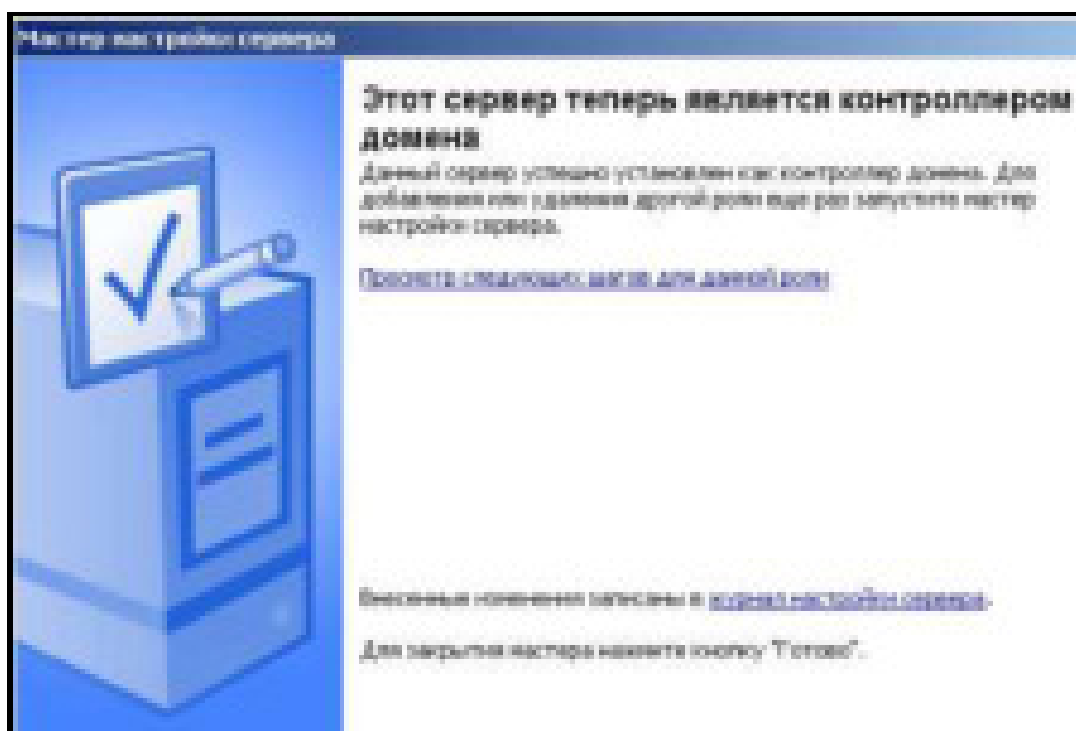 Мастер настройки сервера
Этот сервер теперь является контроллером
домена
Данный сервер успешно установлен как контроллер домена. Для
добавления или удаления другой роли еще раз запустите мастер
настройки сервера.
Просмотр следующих шагов для данной роли
Внесенные изменения записаны в журнал настройки сервера.
Для закрытия мастера нажмите кнопку "Готово".